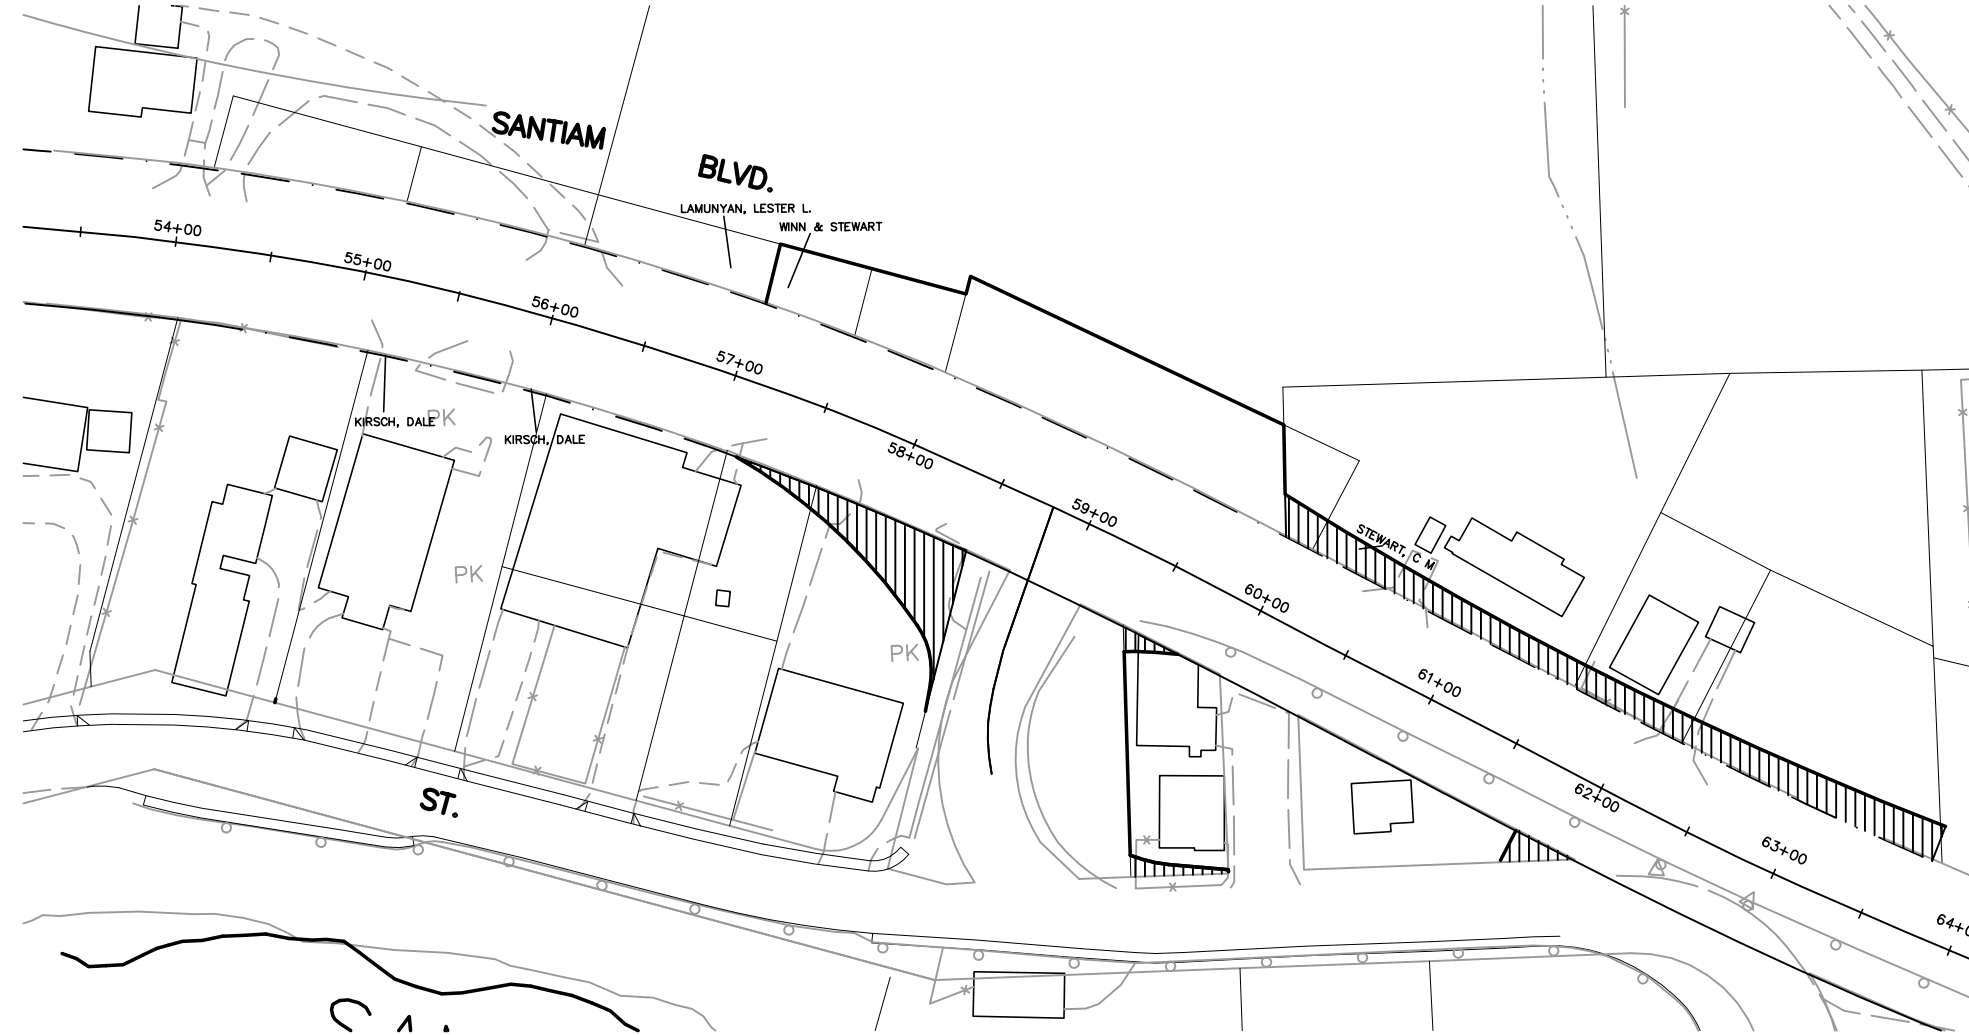 SANTIAM
BLVD.
LAMUNYAN, LESTER L.
WINN & STEWART
54+00
55+00
56+00
57+00
KIRSCH, DALE
PK
KIRSCH, DALE
58+00
59+00
STEWART, C M
PK
60+00
PK
61+00
ST.
62+00
63+00